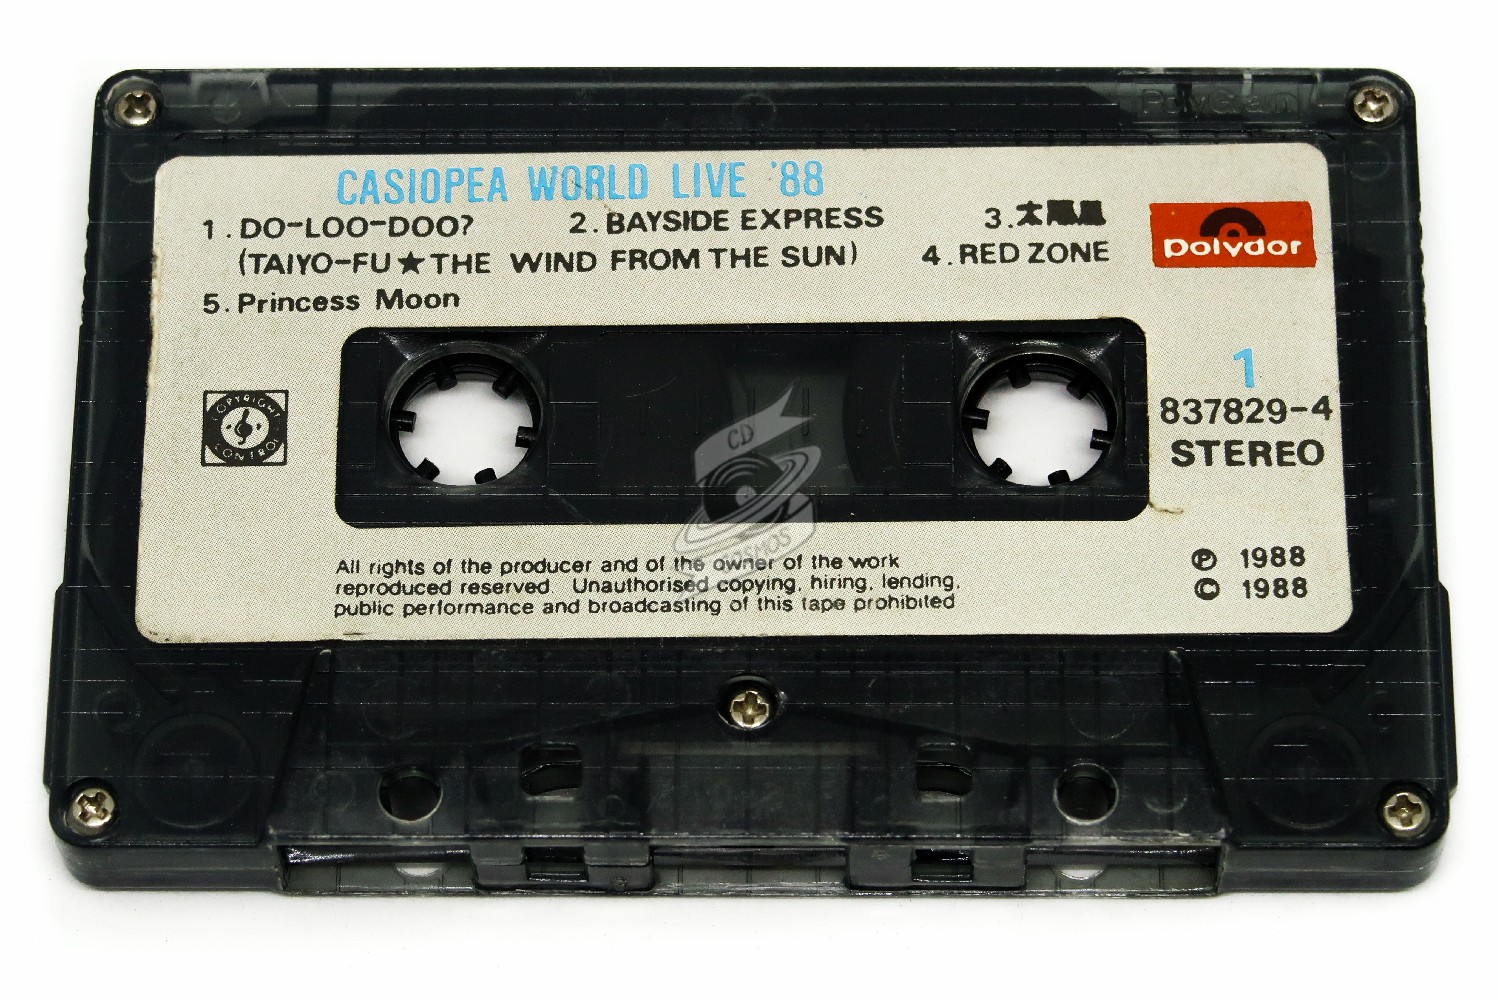 PolyGram
CASIOPEA WORLD LIVE '88
1. DO-LOO-DOO? 2. BAYSIDE EXPRESS 3. 太陽風
(TAIYO-FU★THE WIND FROM THE SUN) 4. RED ZONE
5. Princess Moon
polydor
1
837829-4
STEREO
COPYRIGHT
CONTROL
CD
COSMOS
All rights of the producer and of the owner of the work
reproduced reserved. Unauthorised copying, hiring, lending,
public performance and broadcasting of this tape prohibited
℗ 1988
© 1988